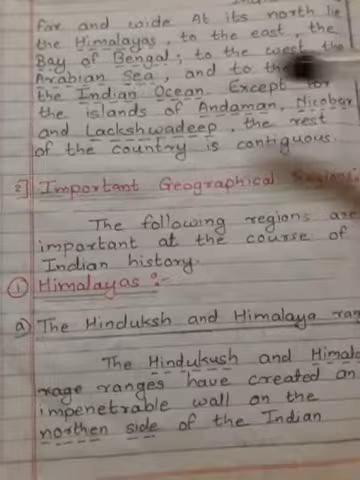 far and wide At its north lie
the Himalayas, to the east, the
Bay of Bengal; to the west the
Arabian Sea, and to the
the Indian Ocean. Except for
the islands of Andaman, Nicobar
and Lackshwadeep, the rest
of the country is contiguous.
2] Important Geographical
The following regions are
important at the course of
Indian history.
① Himalayas :-
a) The Hinduksh and Himalaya ran
The Hindukush and Himala
rage ranges have created an
impenetrable wall on the
northen side of the Indian